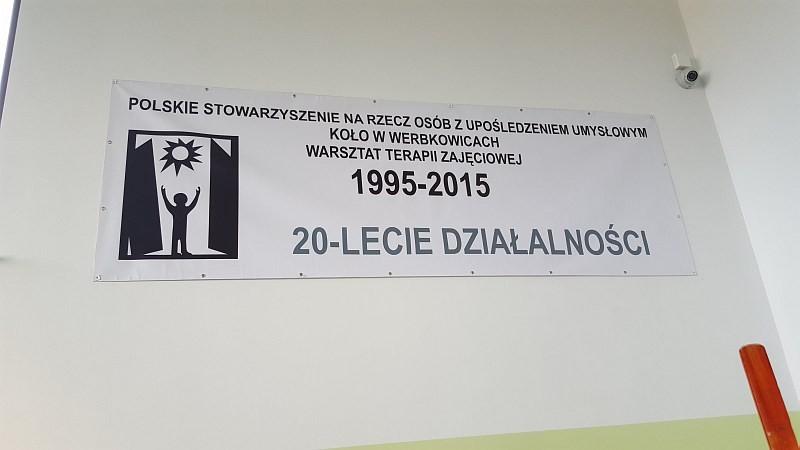 POLSKIE STOWARZYSZENIE NA RZECZ OSÓB Z UPOŚLEDZENIEM UMYSŁOWYM
KOŁO W WERBKOWICACH
WARSZTAT TERAPII ZAJĘCIOWEJ
1995-2015
20-LECIE DZIAŁALNOŚCI